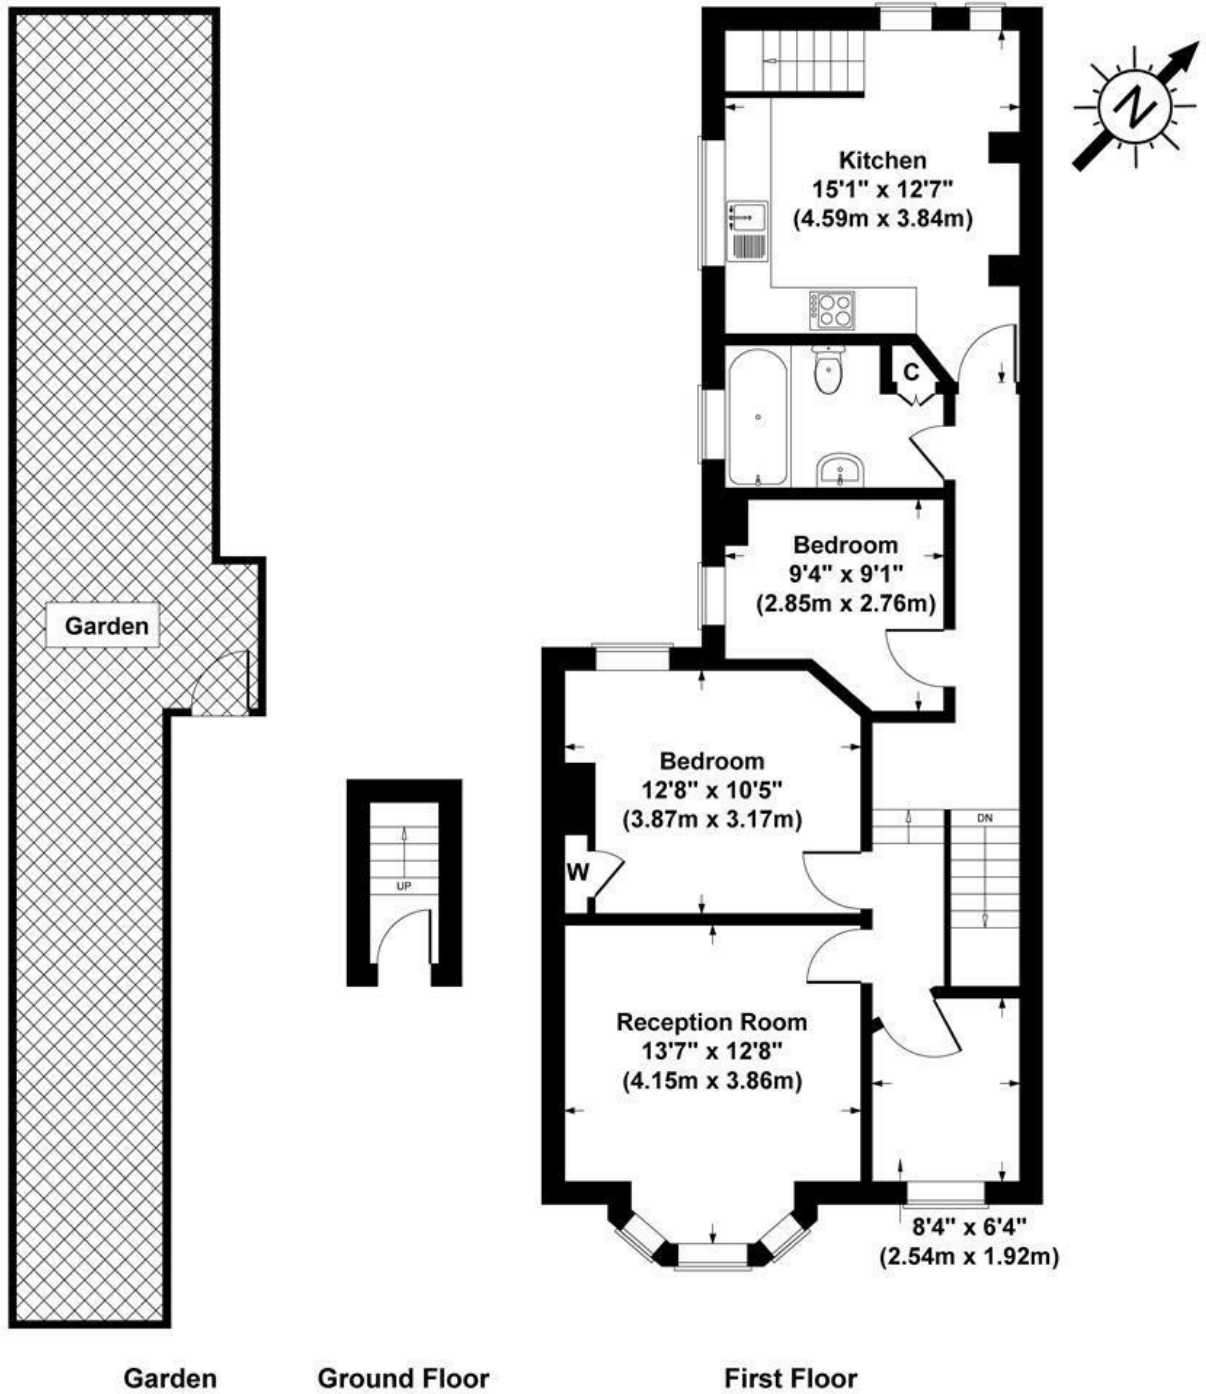 N
Kitchen
15'1" x 12'7"
(4.59m x 3.84m)
C
Bedroom
9'4" x 9'1"
(2.85m x 2.76m)
Garden
Bedroom
12'8" x 10'5"
(3.87m x 3.17m)
DN
W
UP
Reception Room
13'7" x 12'8"
(4.15m x 3.86m)
8'4" x 6'4"
(2.54m x 1.92m)
Garden
Ground Floor
First Floor